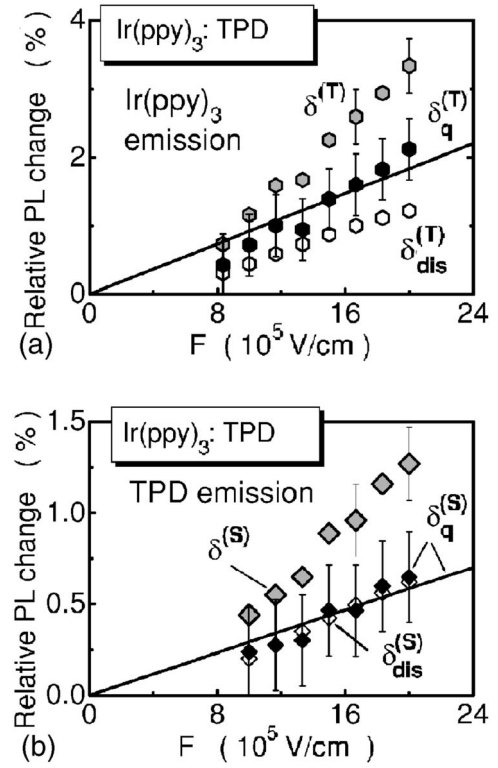 Ir(ppy)3: TPD
Ir(ppy)3
emission
δ(T)
δq(T)
δdis(T)
Relative PL change ( % )
4
2
0
0 8 16 24
F ( 10^5 V/cm )
(a)
Ir(ppy)3: TPD
TPD emission
δ(S)
δq(S)
δdis(S)
Relative PL change ( % )
1.5
1.0
0.5
0.0
0 8 16 24
F ( 10^5 V/cm )
(b)